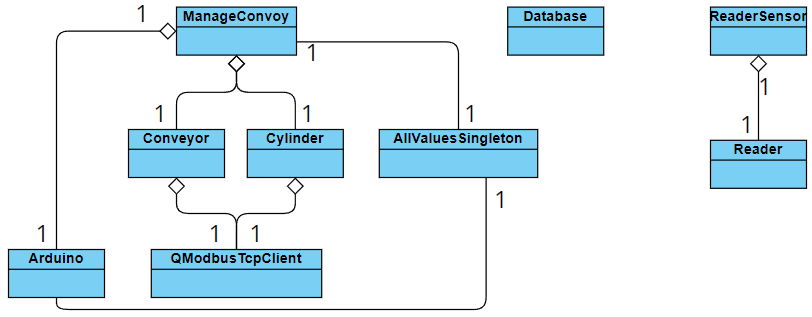 1
ManageConvoy
Database
ReaderSensor
1
1
1
1
1
1
Conveyor
Cylinder
AllValuesSingleton
Reader
1
1
1
1
Arduino
QModbusTcpClient